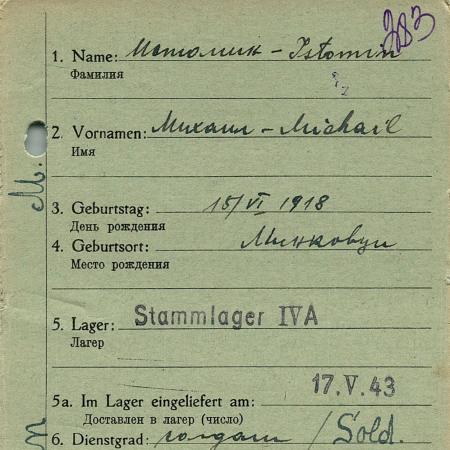 383
1. Name: Истомин - Istomin
Фамилия
2. Vornamen: Михаил - Michail
Имя
3. Geburtstag: 15/VI 1918
День рождения
4. Geburtsort:
Место рождения
5. Lager: Stammlager IVA
Лагер
17.V.43
5a. Im Lager eingeliefert am:
Доставлен в лагер (число)
6. Dienstgrad: солдат / Sold.